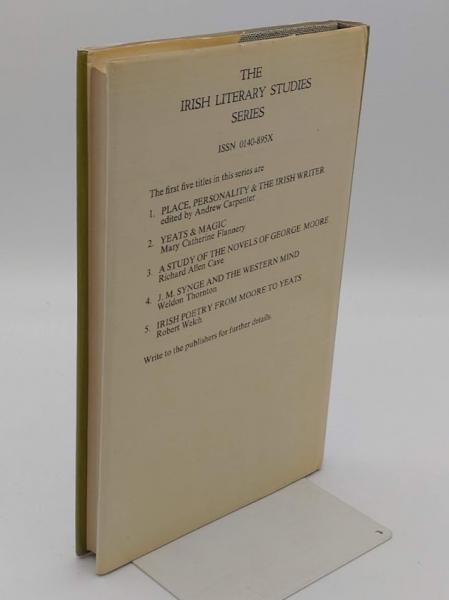 THE
IRISH LITERARY STUDIES
SERIES
ISSN 0140-895X
The first five titles in this series are
1. PLACE, PERSONALITY & THE IRISH WRITER
edited by Andrew Carpenter
2. YEATS & MAGIC
Mary Catherine Flannery
3. A STUDY OF THE NOVELS OF GEORGE MOORE
Richard Allen Cave
4. J. M. SYNGE AND THE WESTERN MIND
Weldon Thornton
5. IRISH POETRY FROM MOORE TO YEATS
Robert Welch
Write to the publishers for further details.